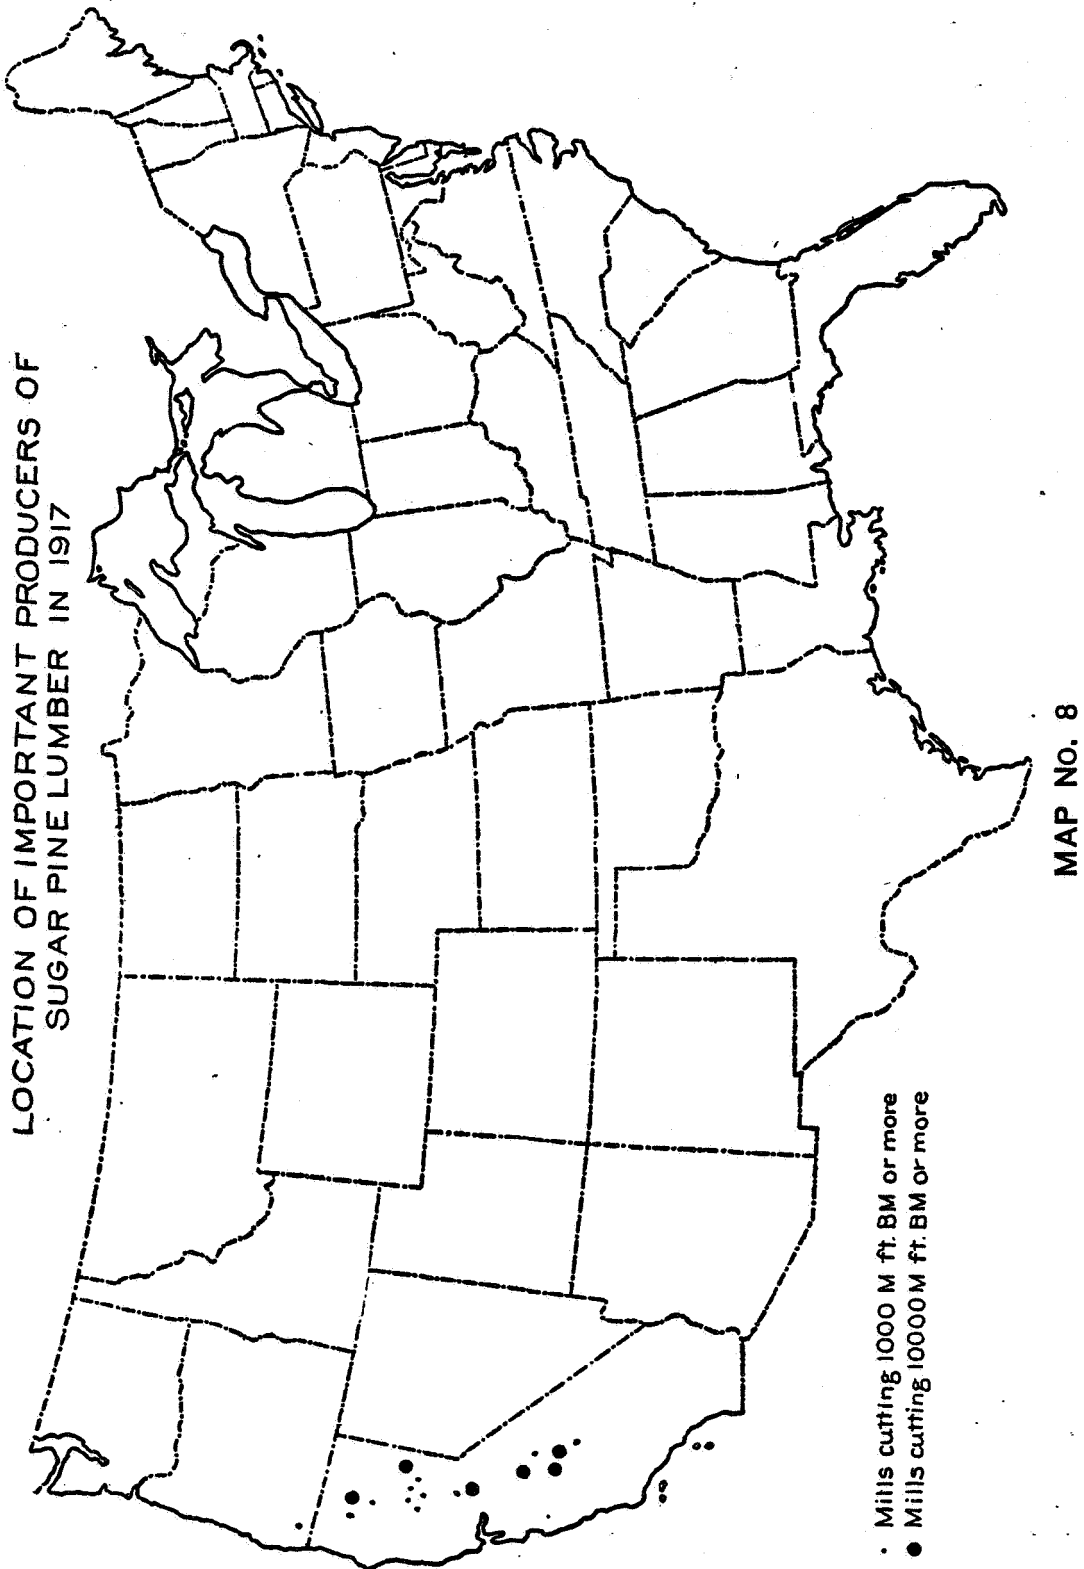 LOCATION OF IMPORTANT PRODUCERS OF
SUGAR PINE LUMBER IN 1917
· Mills cutting 1000 M ft. BM or more
● Mills cutting 10000 M ft. BM or more
MAP No. 8